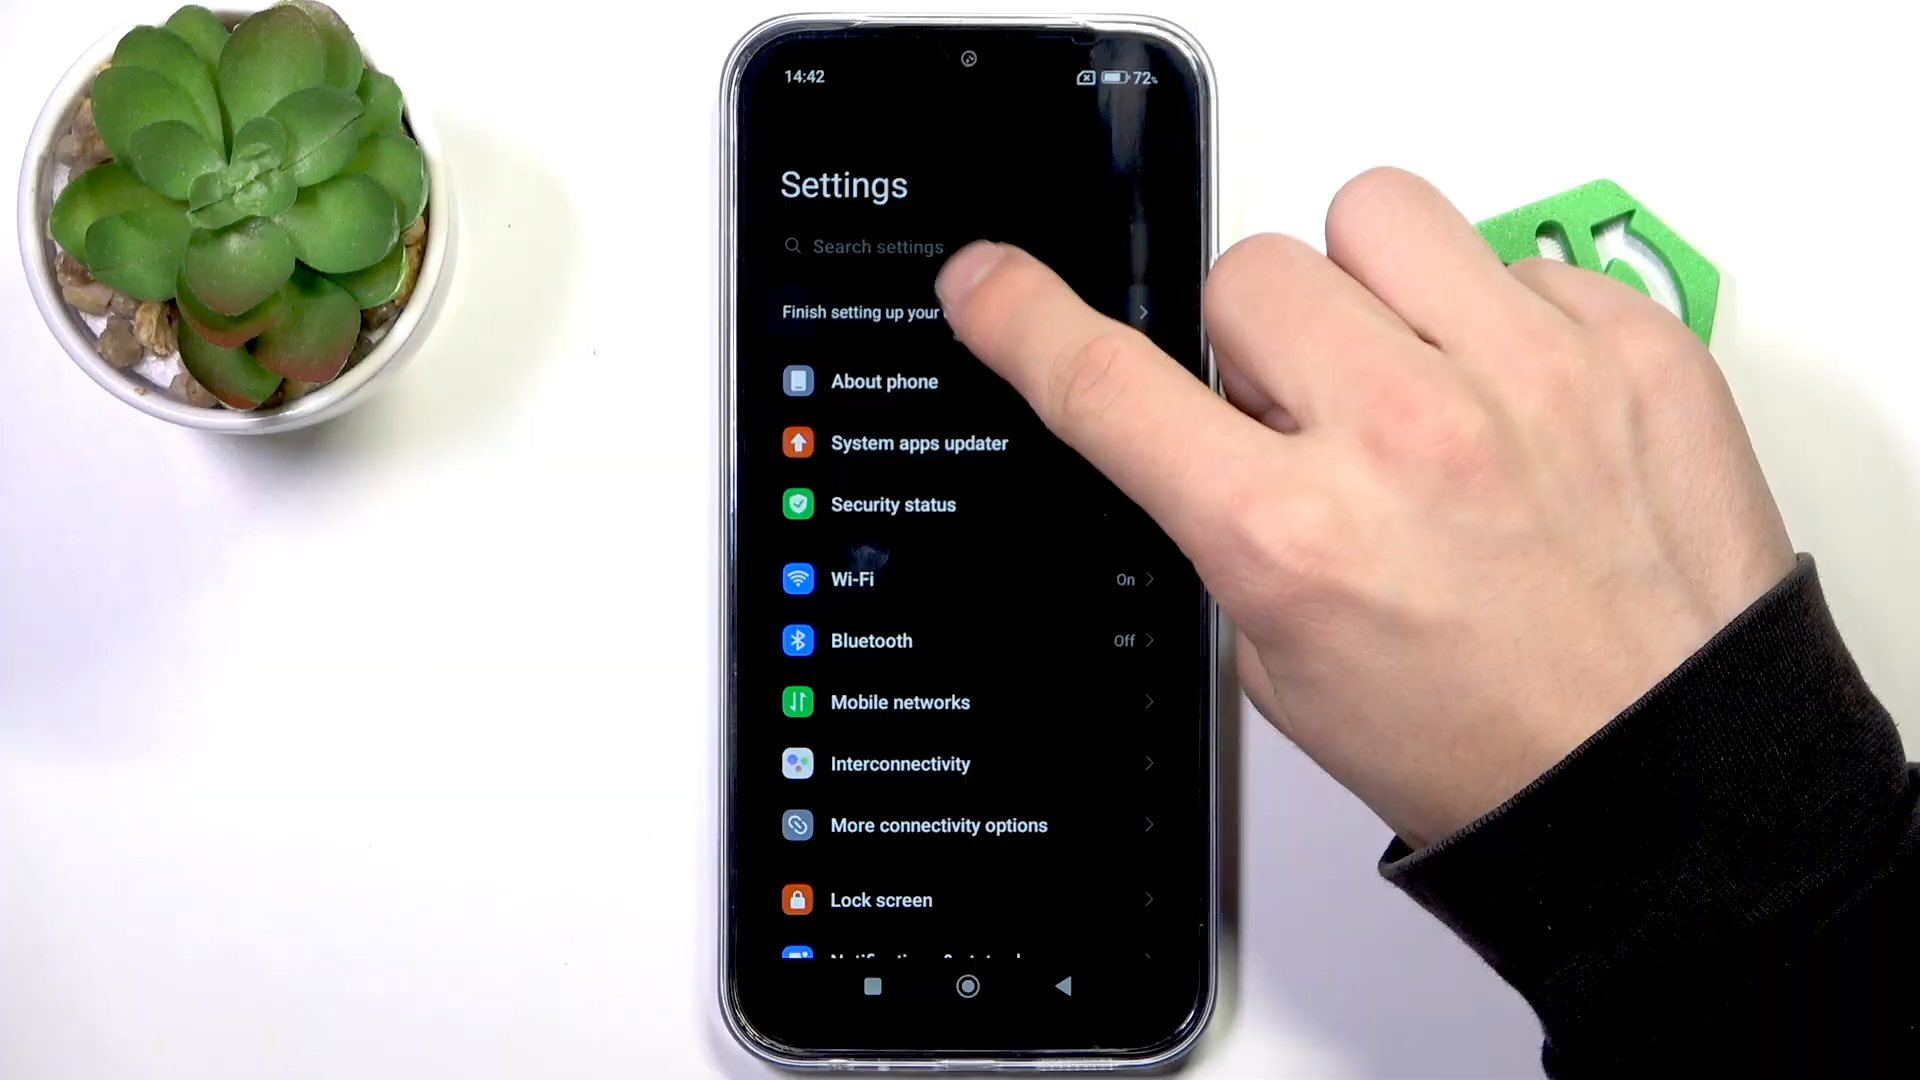 14:42
72%
Settings
Search settings
Finish setting up your
About phone
System apps updater
Security status
Wi-Fi
On
Bluetooth
Off
Mobile networks
Interconnectivity
More connectivity options
Lock screen